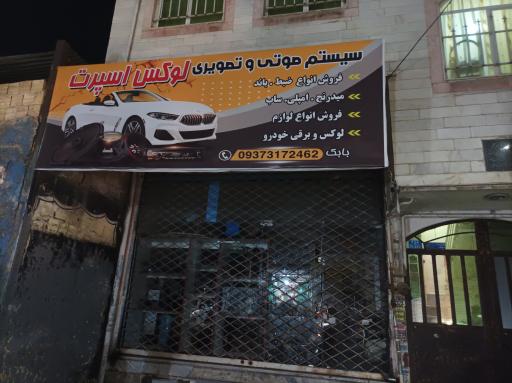 سیستم صوتی و تصویری لوکس اسپرت
فروش انواع ضبط . باند
میدرنج . امپلی. ساب
فروش انواع لوازم
لوکس و برقی خودرو
بابک 09373172462